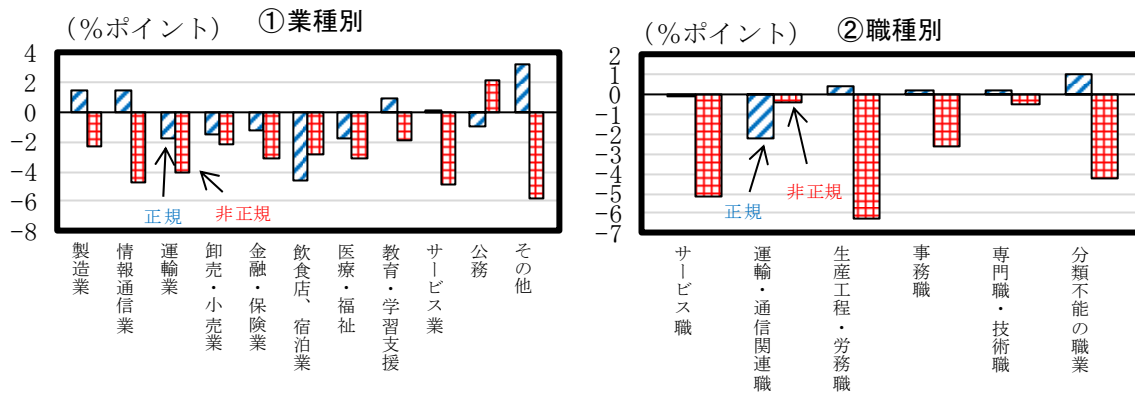 (％ポイント) ①業種別
4
2
0
-2
-4
-6
-8
正規
非正規
製造業
情報通信業
運輸業
卸売・小売業
金融・保険業
飲食店、宿泊業
医療・福祉
教育・学習支援
サービス業
公務
その他
(％ポイント) ②職種別
2
1
0
-1
-2
-3
-4
-5
-6
-7
正規
非正規
サービス職
運輸・通信関連職
生産工程・労務職
事務職
専門職・技術職
分類不能の職業